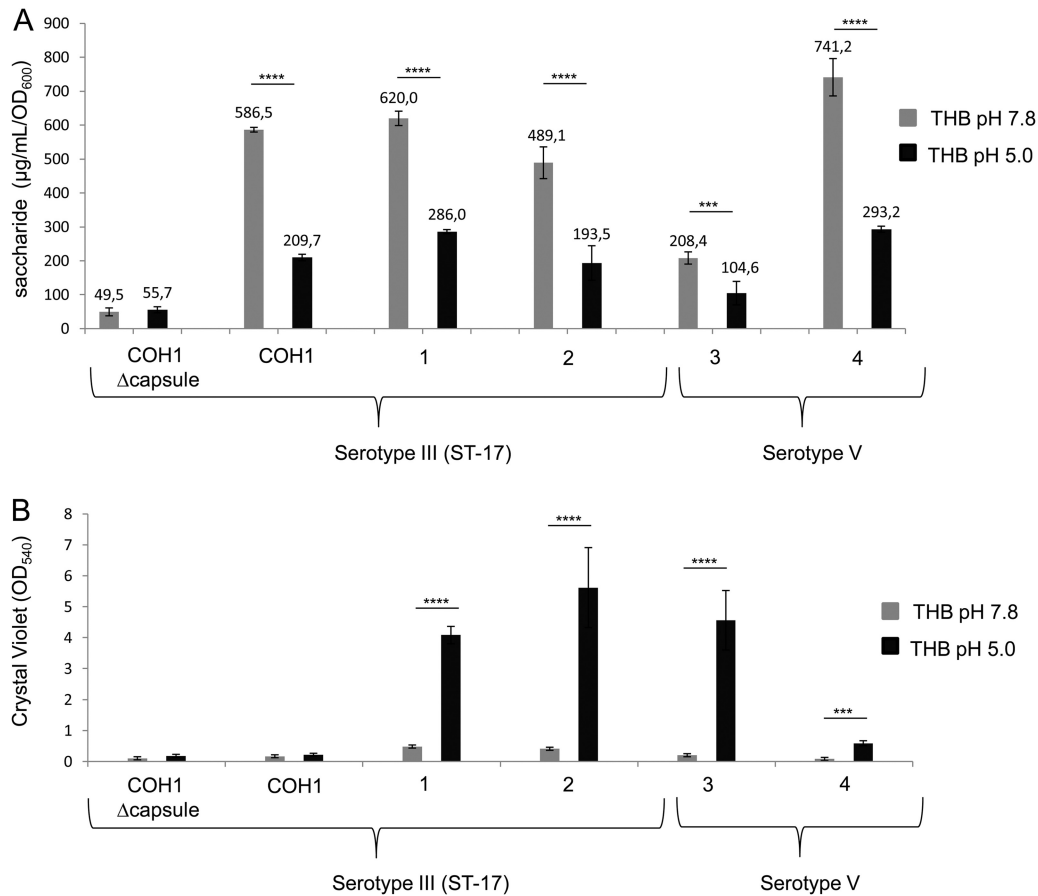 A
900
800
700
600
500
400
300
200
100
0
saccharide (µg/mL/OD600)
49,5
55,7
586,5
209,7
****
620,0
286,0
****
489,1
193,5
****
208,4
104,6
***
741,2
293,2
****
THB pH 7.8
THB pH 5.0
COH1
Δcapsule
COH1
1
2
3
4
Serotype III (ST-17)
Serotype V
B
8
7
6
5
4
3
2
1
0
Crystal Violet (OD540)
****
****
****
***
THB pH 7.8
THB pH 5.0
COH1
Δcapsule
COH1
1
2
3
4
Serotype III (ST-17)
Serotype V